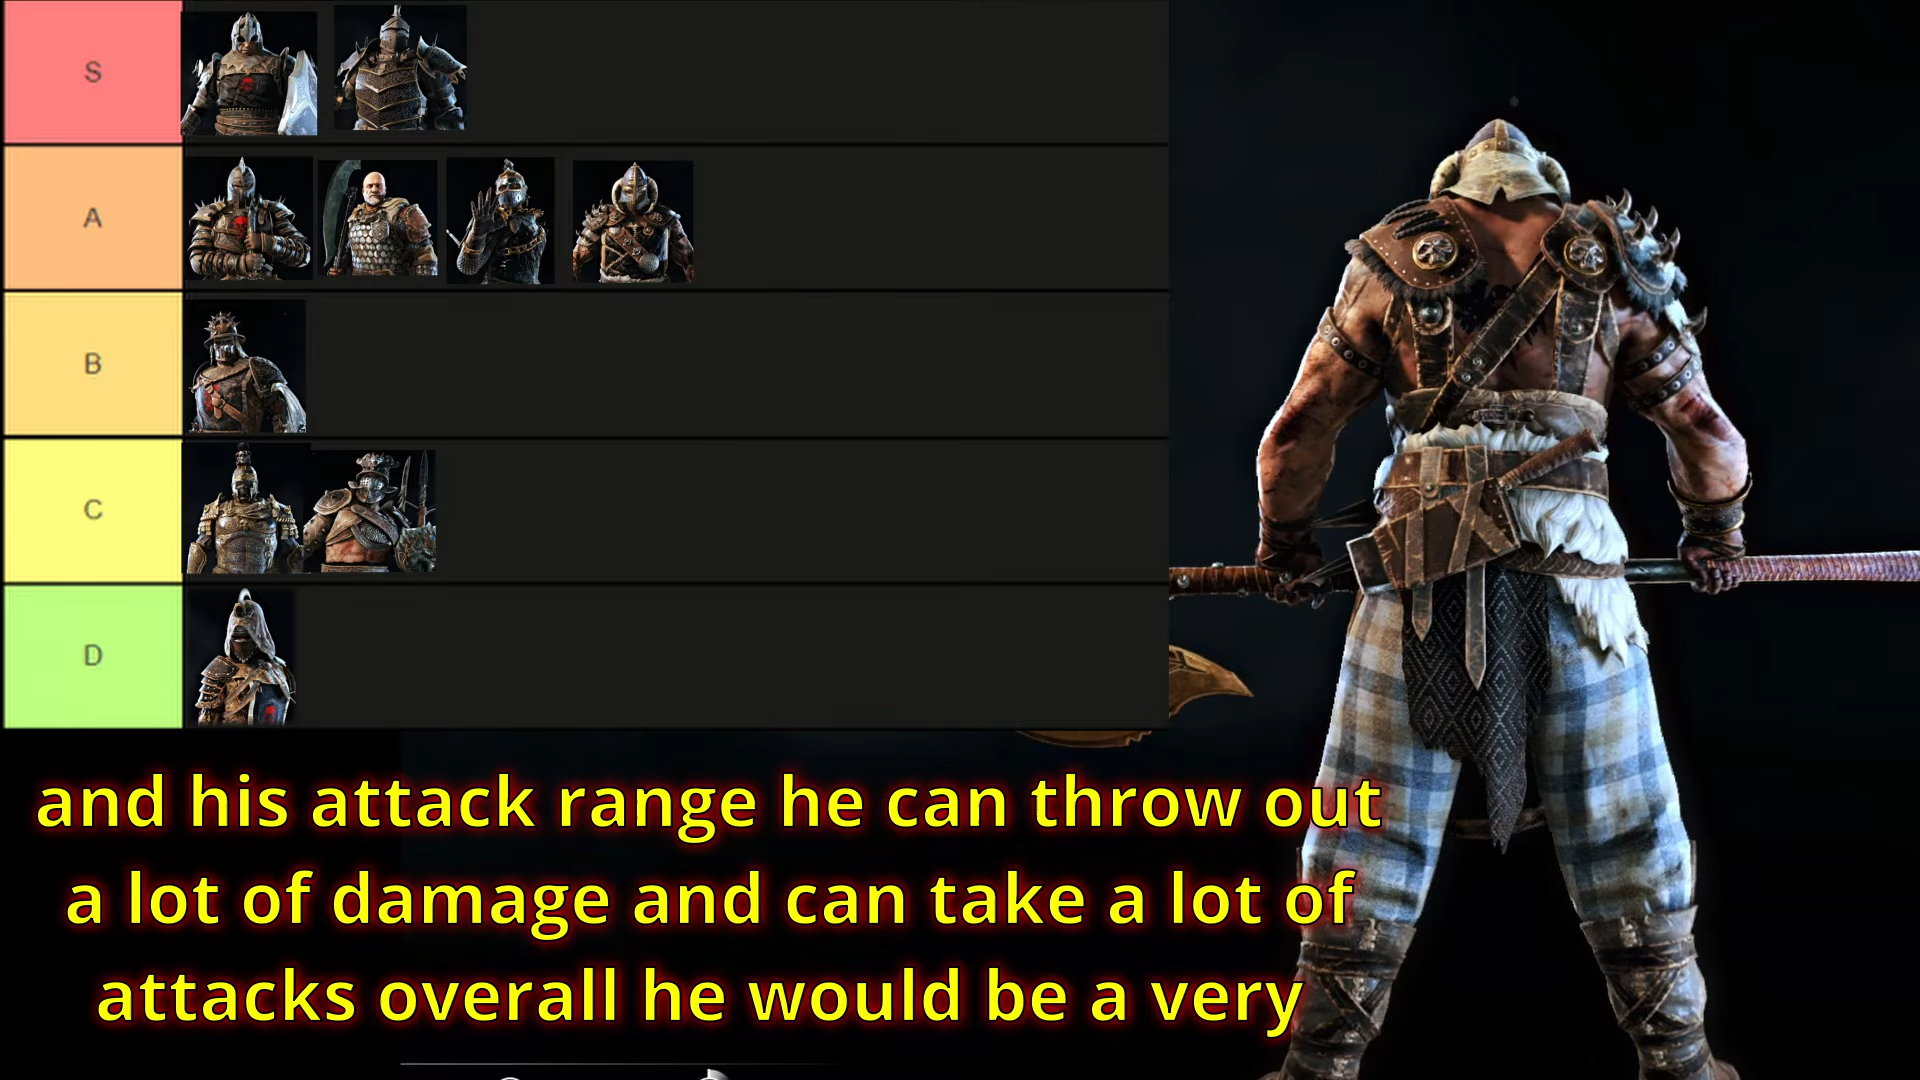 S
A
B
C
D
and his attack range he can throw out
a lot of damage and can take a lot of
attacks overall he would be a very